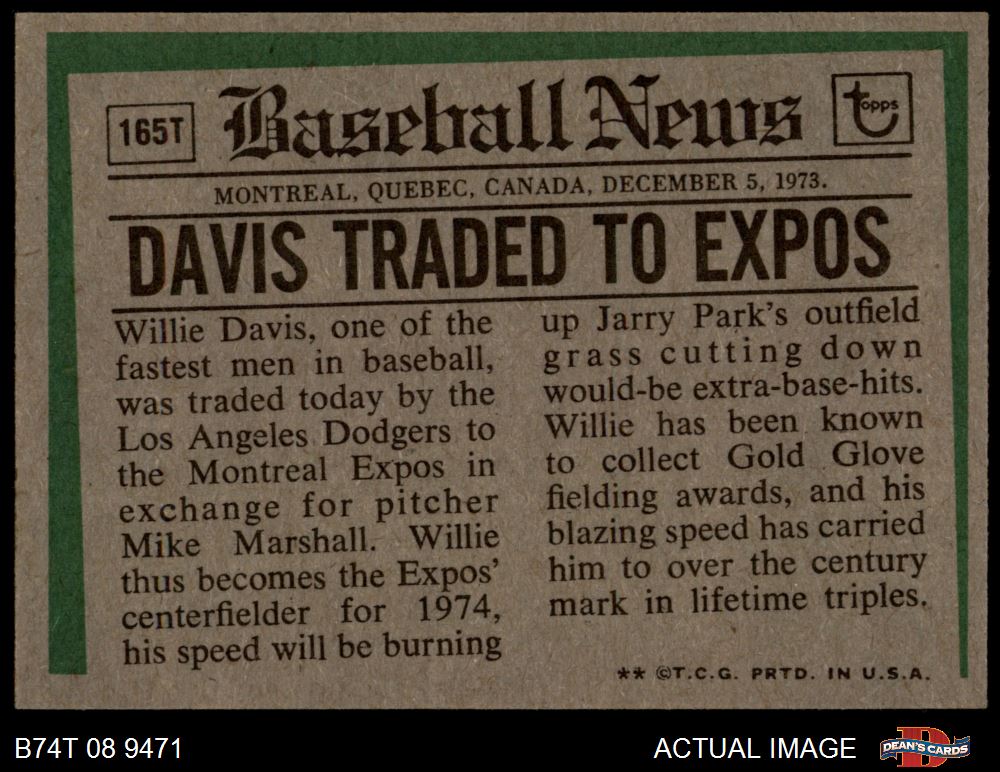 165T
Baseball News
Topps
MONTREAL, QUEBEC, CANADA, DECEMBER 5, 1973.
DAVIS TRADED TO EXPOS
Willie Davis, one of the
fastest men in baseball,
was traded today by the
Los Angeles Dodgers to
the Montreal Expos in
exchange for pitcher
Mike Marshall. Willie
thus becomes the Expos'
centerfielder for 1974,
his speed will be burning
up Jarry Park's outfield
grass cutting down
would-be extra-base-hits.
Willie has been known
to collect Gold Glove
fielding awards, and his
blazing speed has carried
him to over the century
mark in lifetime triples.
** ©T.C.G. PRTD. IN U.S.A.
B74T 08 9471
ACTUAL IMAGE
D
DEAN'S CARDS